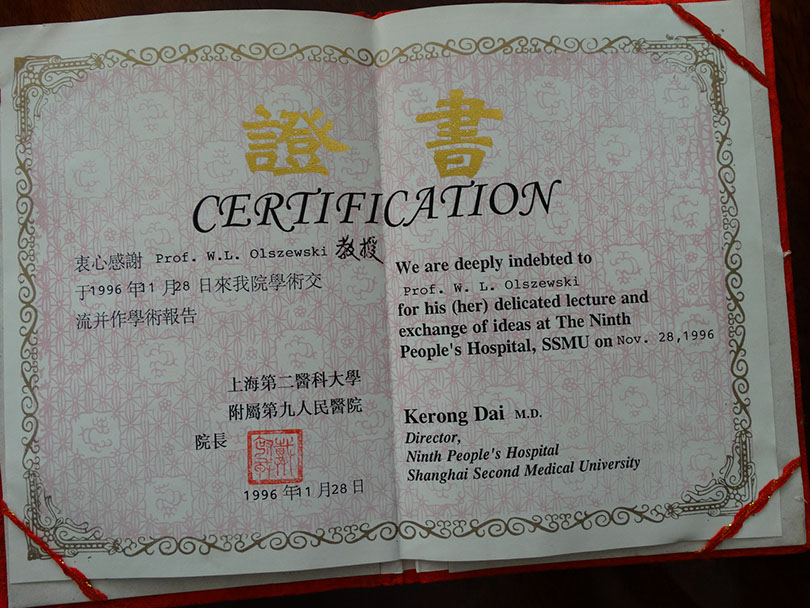 證書
CERTIFICATION
衷心感謝 Prof. W.L. Olszewski 教授
于1996年11月28日來我院學術交
流并作學術報告
上海第二醫科大學
附屬第九人民醫院
院長
1996年11月28日
We are deeply indebted to
Prof. W. L. Olszewski
for his (her) delicated lecture and
exchange of ideas at The Ninth
People's Hospital, SSMU on Nov. 28,1996
Kerong Dai M.D.
Director,
Ninth People's Hospital
Shanghai Second Medical University